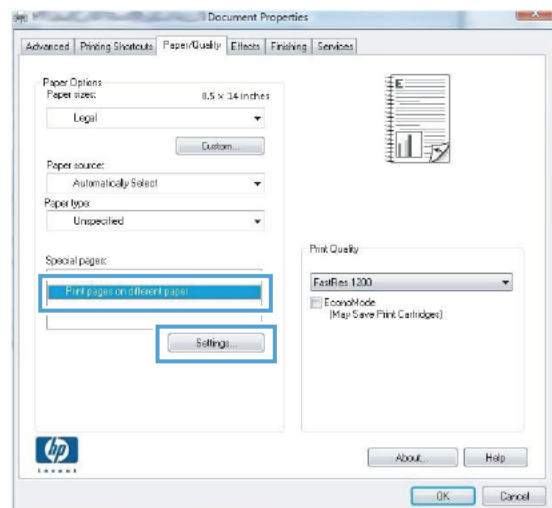 Document Properties
Advanced Printing Shortcuts Paper/Quality Effects Finishing Services
Paper Options
Paper sizes: 8.5 × 14 inches
Legal
Custom...
Paper source:
Automatically Select
Paper type:
Unspecified
Special pages:
Print pages on different paper
Settings...
Print Quality
FastRes 1200
EconoMode
(May Save Print Cartridges)
E
hp
invent
About... Help
OK Cancel